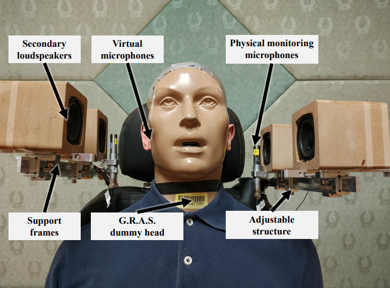 Secondary
loudspeakers
Virtual
microphones
Physical monitoring
microphones
Support
frames
G.R.A.S.
dummy head
Adjustable
structure